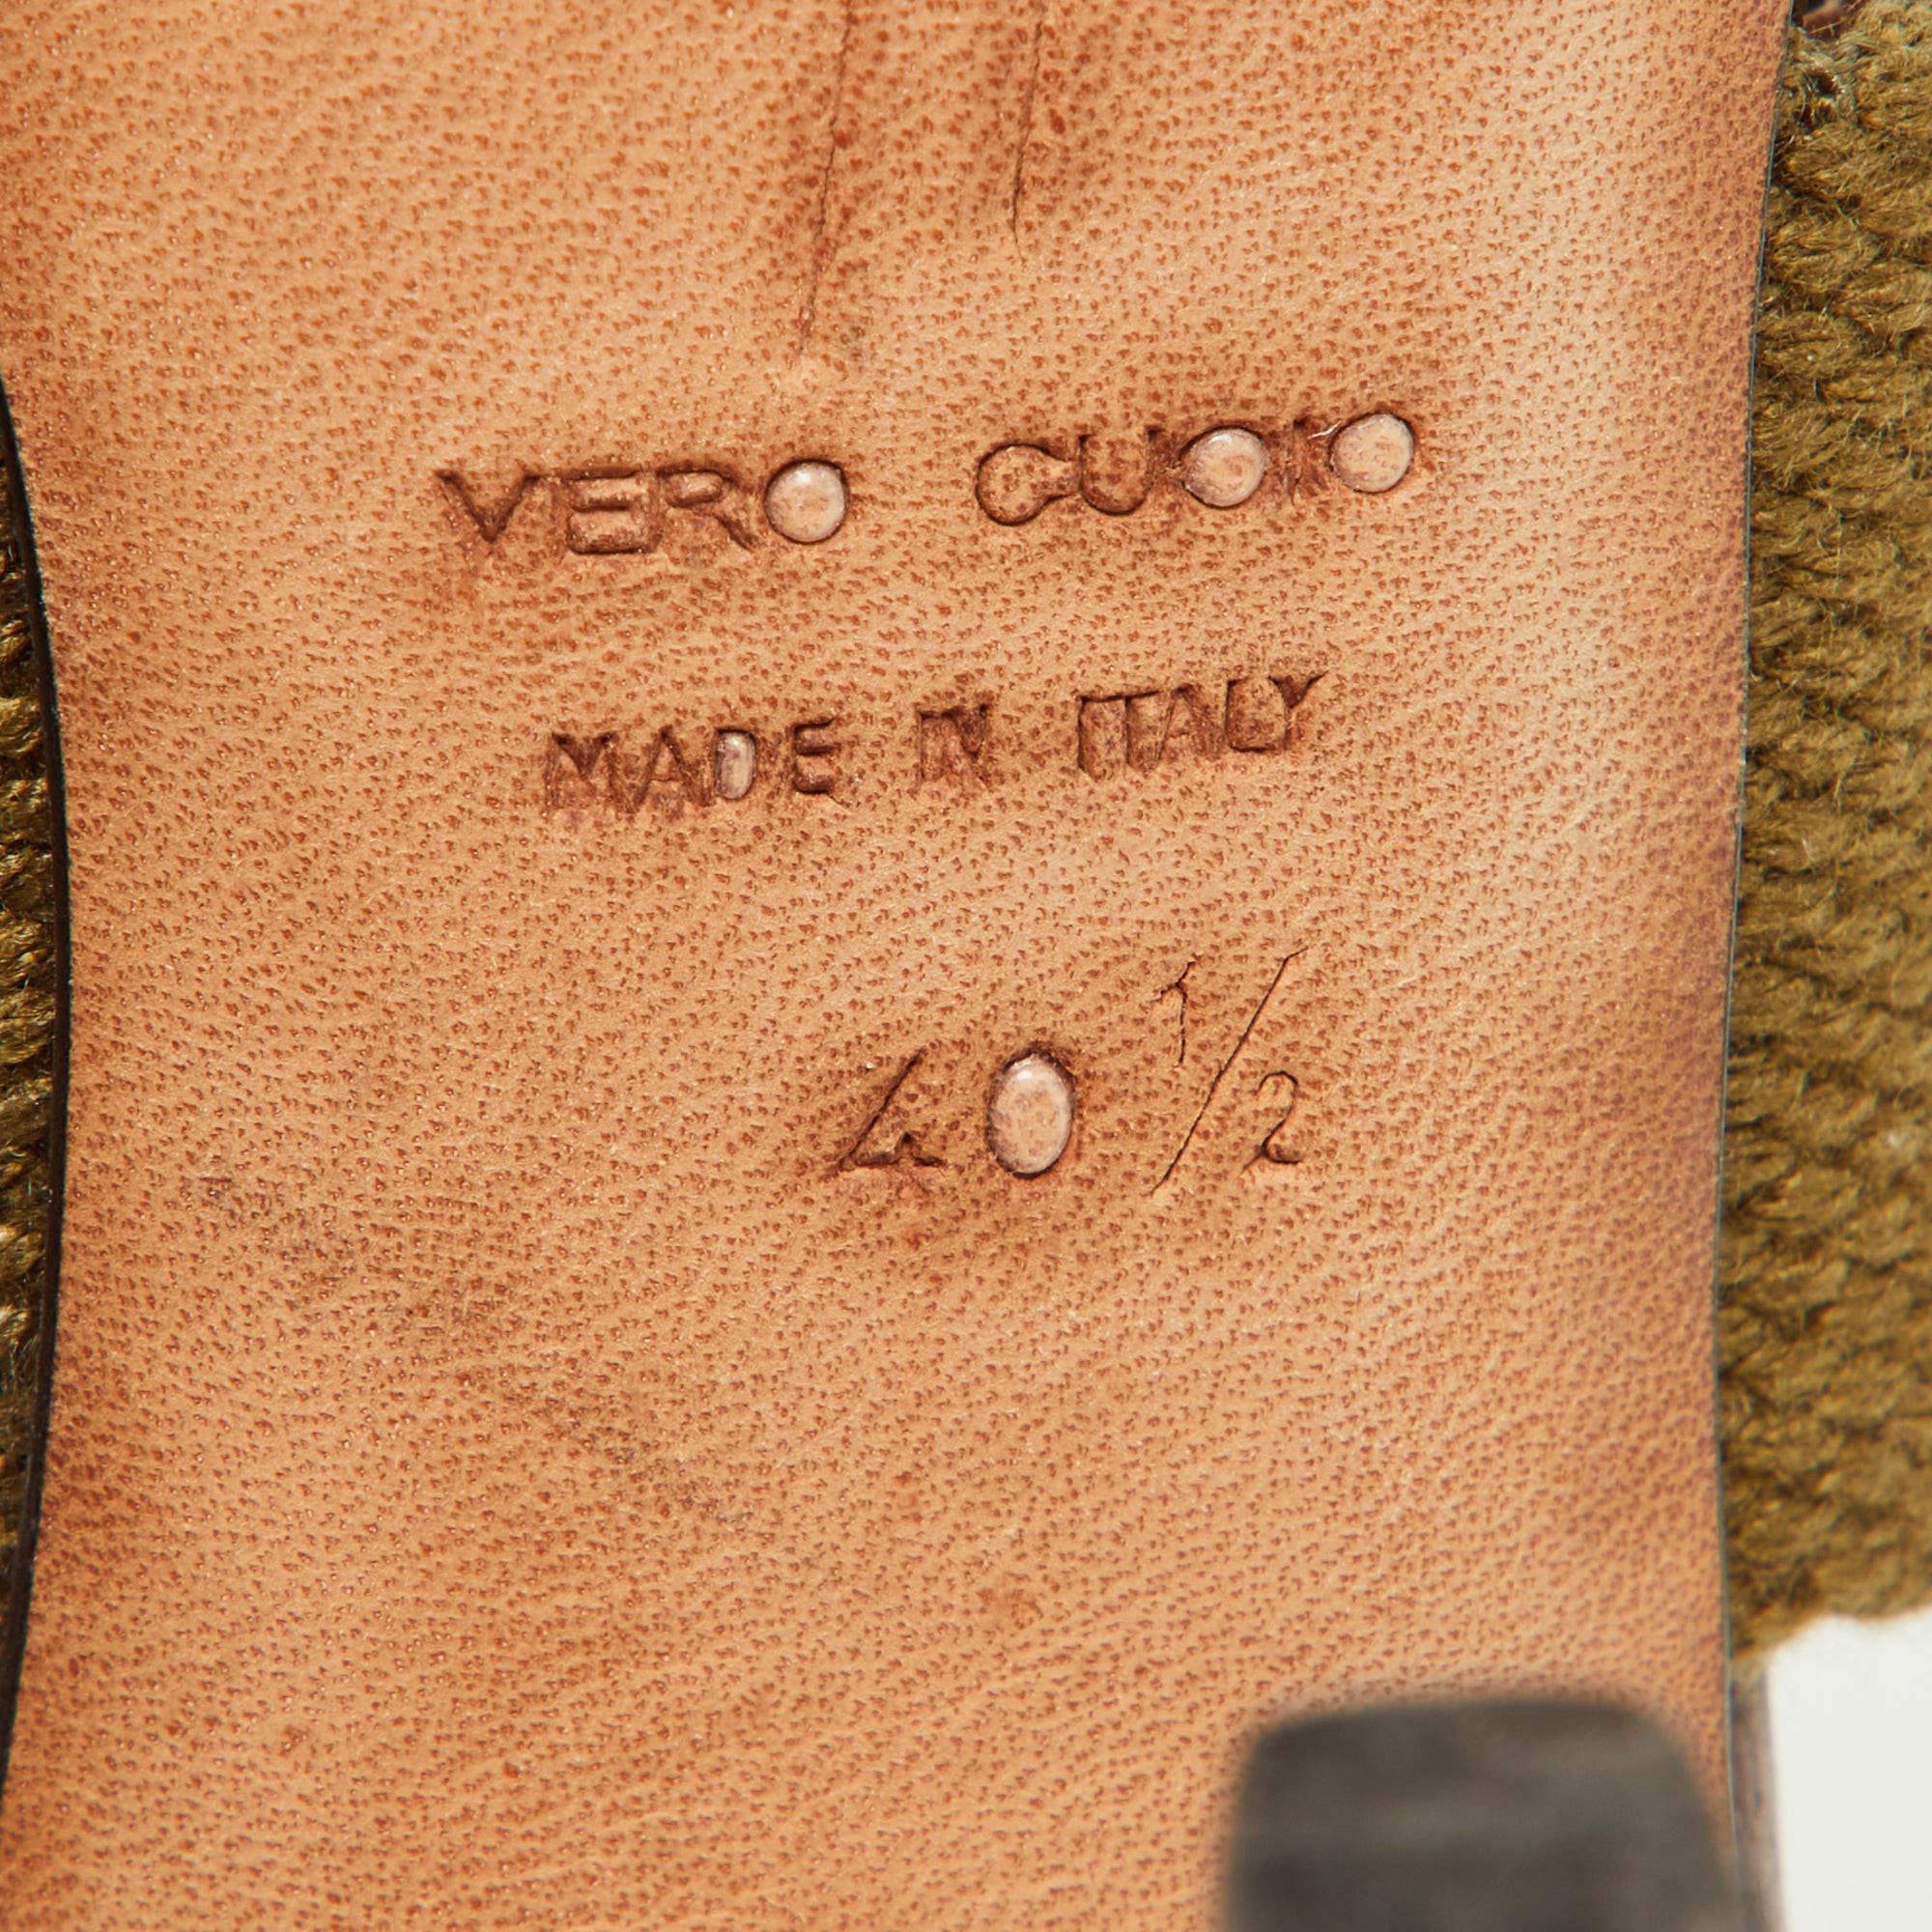 VERO CUOIO
MADE IN ITALY
40 1/2